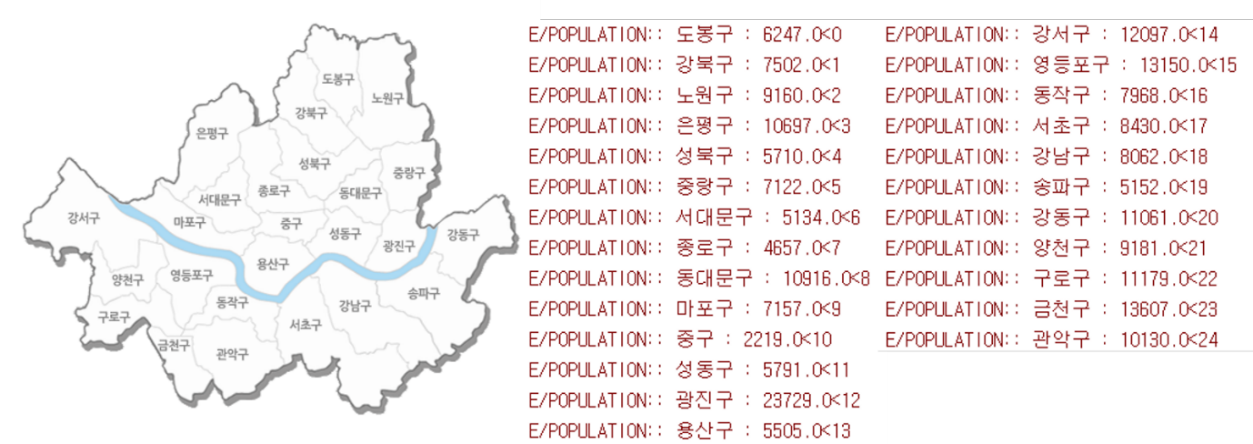 도봉구
노원구
강북구
은평구
성북구
중랑구
서대문구
종로구
동대문구
강서구
마포구
중구
성동구
광진구
강동구
용산구
양천구
영등포구
동작구
강남구
송파구
구로구
서초구
금천구
관악구
E/POPULATION:: 도봉구 : 6247.0<0
E/POPULATION:: 강북구 : 7502.0<1
E/POPULATION:: 노원구 : 9160.0<2
E/POPULATION:: 은평구 : 10697.0<3
E/POPULATION:: 성북구 : 5710.0<4
E/POPULATION:: 중랑구 : 7122.0<5
E/POPULATION:: 서대문구 : 5134.0<6
E/POPULATION:: 종로구 : 4657.0<7
E/POPULATION:: 동대문구 : 10916.0<8
E/POPULATION:: 마포구 : 7157.0<9
E/POPULATION:: 중구 : 2219.0<10
E/POPULATION:: 성동구 : 5791.0<11
E/POPULATION:: 광진구 : 23729.0<12
E/POPULATION:: 용산구 : 5505.0<13
E/POPULATION:: 강서구 : 12097.0<14
E/POPULATION:: 영등포구 : 13150.0<15
E/POPULATION:: 동작구 : 7968.0<16
E/POPULATION:: 서초구 : 8430.0<17
E/POPULATION:: 강남구 : 8062.0<18
E/POPULATION:: 송파구 : 5152.0<19
E/POPULATION:: 강동구 : 11061.0<20
E/POPULATION:: 양천구 : 9181.0<21
E/POPULATION:: 구로구 : 11179.0<22
E/POPULATION:: 금천구 : 13607.0<23
E/POPULATION:: 관악구 : 10130.0<24